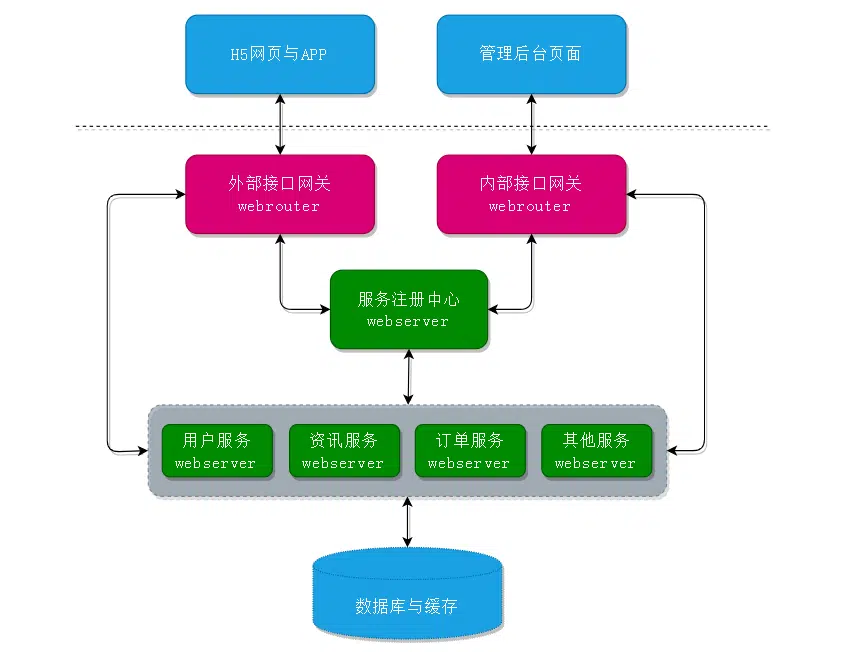 H5网页与APP
管理后台页面
外部接口网关
webrouter
内部接口网关
webrouter
服务注册中心
webserver
用户服务
webserver
资讯服务
webserver
订单服务
webserver
其他服务
webserver
数据库与缓存